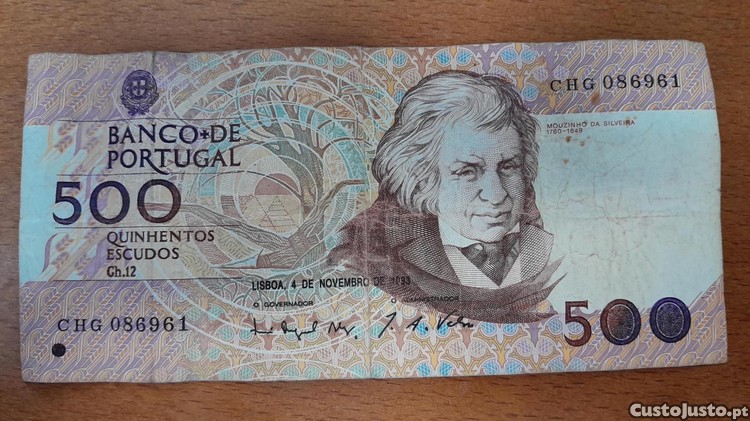 CHG 086961
BANCO DE
PORTUGAL
MOUZINHO DA SILVEIRA
1780-1849
500
QUINHENTOS
ESCUDOS
Ch.12
LISBOA, 4 DE NOVEMBRO DE 1993
O GOVERNADOR
O ADMINISTRADOR
CHG 086961
500
CustoJusto.pt